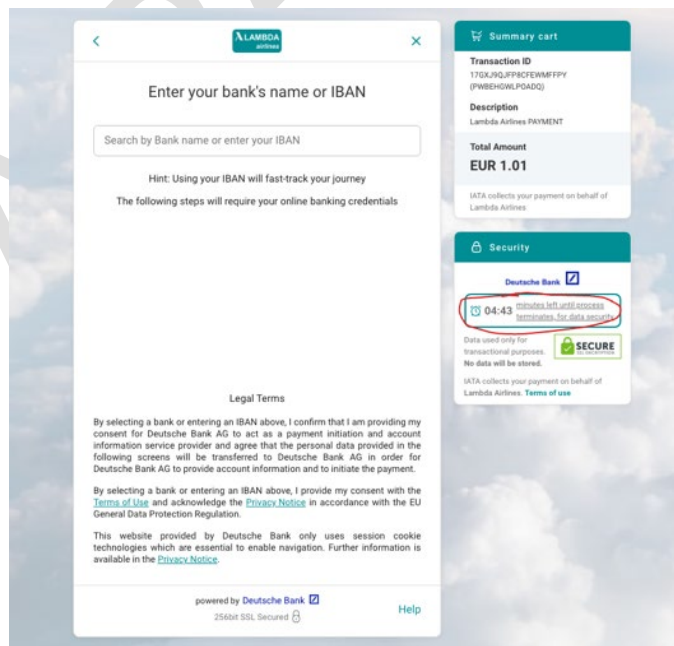 LAMBDA
airlines
Enter your bank's name or IBAN
Search by Bank name or enter your IBAN
Hint: Using your IBAN will fast-track your journey
The following steps will require your online banking credentials
Legal Terms
By selecting a bank or entering an IBAN above, I confirm that I am providing my
consent for Deutsche Bank AG to act as a payment initiation and account
information service provider and agree that the personal data provided in the
following screens will be transferred to Deutsche Bank AG in order for
Deutsche Bank AG to provide account information and to initiate the payment.
By selecting a bank or entering an IBAN above, I provide my consent with the
Terms of Use and acknowledge the Privacy Notice in accordance with the EU
General Data Protection Regulation.
This website provided by Deutsche Bank only uses session cookie
technologies which are essential to enable navigation. Further information is
available in the Privacy Notice.
powered by Deutsche Bank
256bit SSL Secured
Help
Summary cart
Transaction ID
17GXJ9QJFP8CFEWMFFPY
(PWBEHGWLPOADQ)
Description
Lambda Airlines PAYMENT
Total Amount
EUR 1.01
IATA collects your payment on behalf of
Lambda Airlines
Security
Deutsche Bank
04:43 minutes left until process
terminates, for data security
Data used only for
transactional purposes.
No data will be stored.
SECURE
SSL ENCRYPTION
IATA collects your payment on behalf of
Lambda Airlines. Terms of use